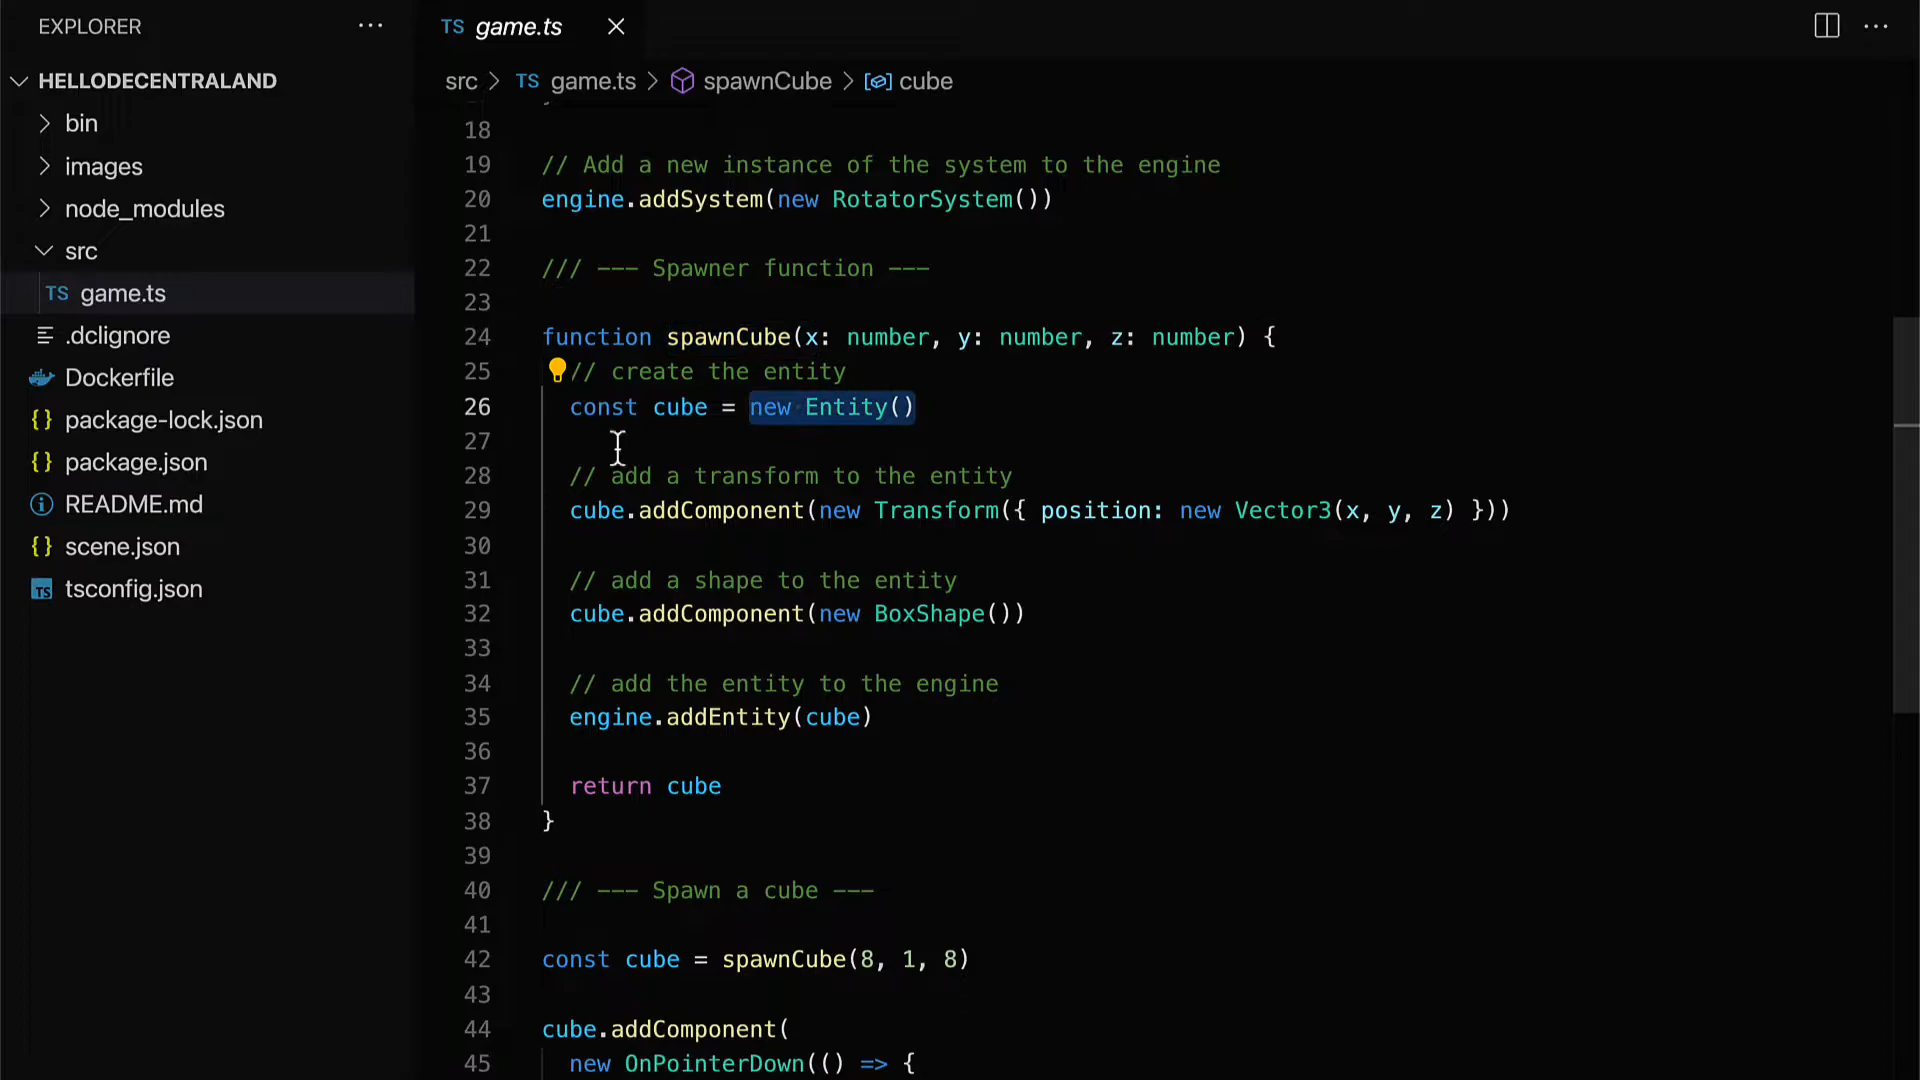 EXPLORER
HELLODECENTRALAND
bin
images
node_modules
src
TS game.ts
.dclignore
Dockerfile
{} package-lock.json
{} package.json
README.md
{} scene.json
TS tsconfig.json
TS game.ts
src > TS game.ts > spawnCube > cube
18
19 // Add a new instance of the system to the engine
20 engine.addSystem(new RotatorSystem())
21
22 /// --- Spawner function ---
23
24 function spawnCube(x: number, y: number, z: number) {
25 // create the entity
26 const cube = new Entity()
27
28 // add a transform to the entity
29 cube.addComponent(new Transform({ position: new Vector3(x, y, z) }))
30
31 // add a shape to the entity
32 cube.addComponent(new BoxShape())
33
34 // add the entity to the engine
35 engine.addEntity(cube)
36
37 return cube
38 }
39
40 /// --- Spawn a cube ---
41
42 const cube = spawnCube(8, 1, 8)
43
44 cube.addComponent(
45 new OnPointerDown(() => {